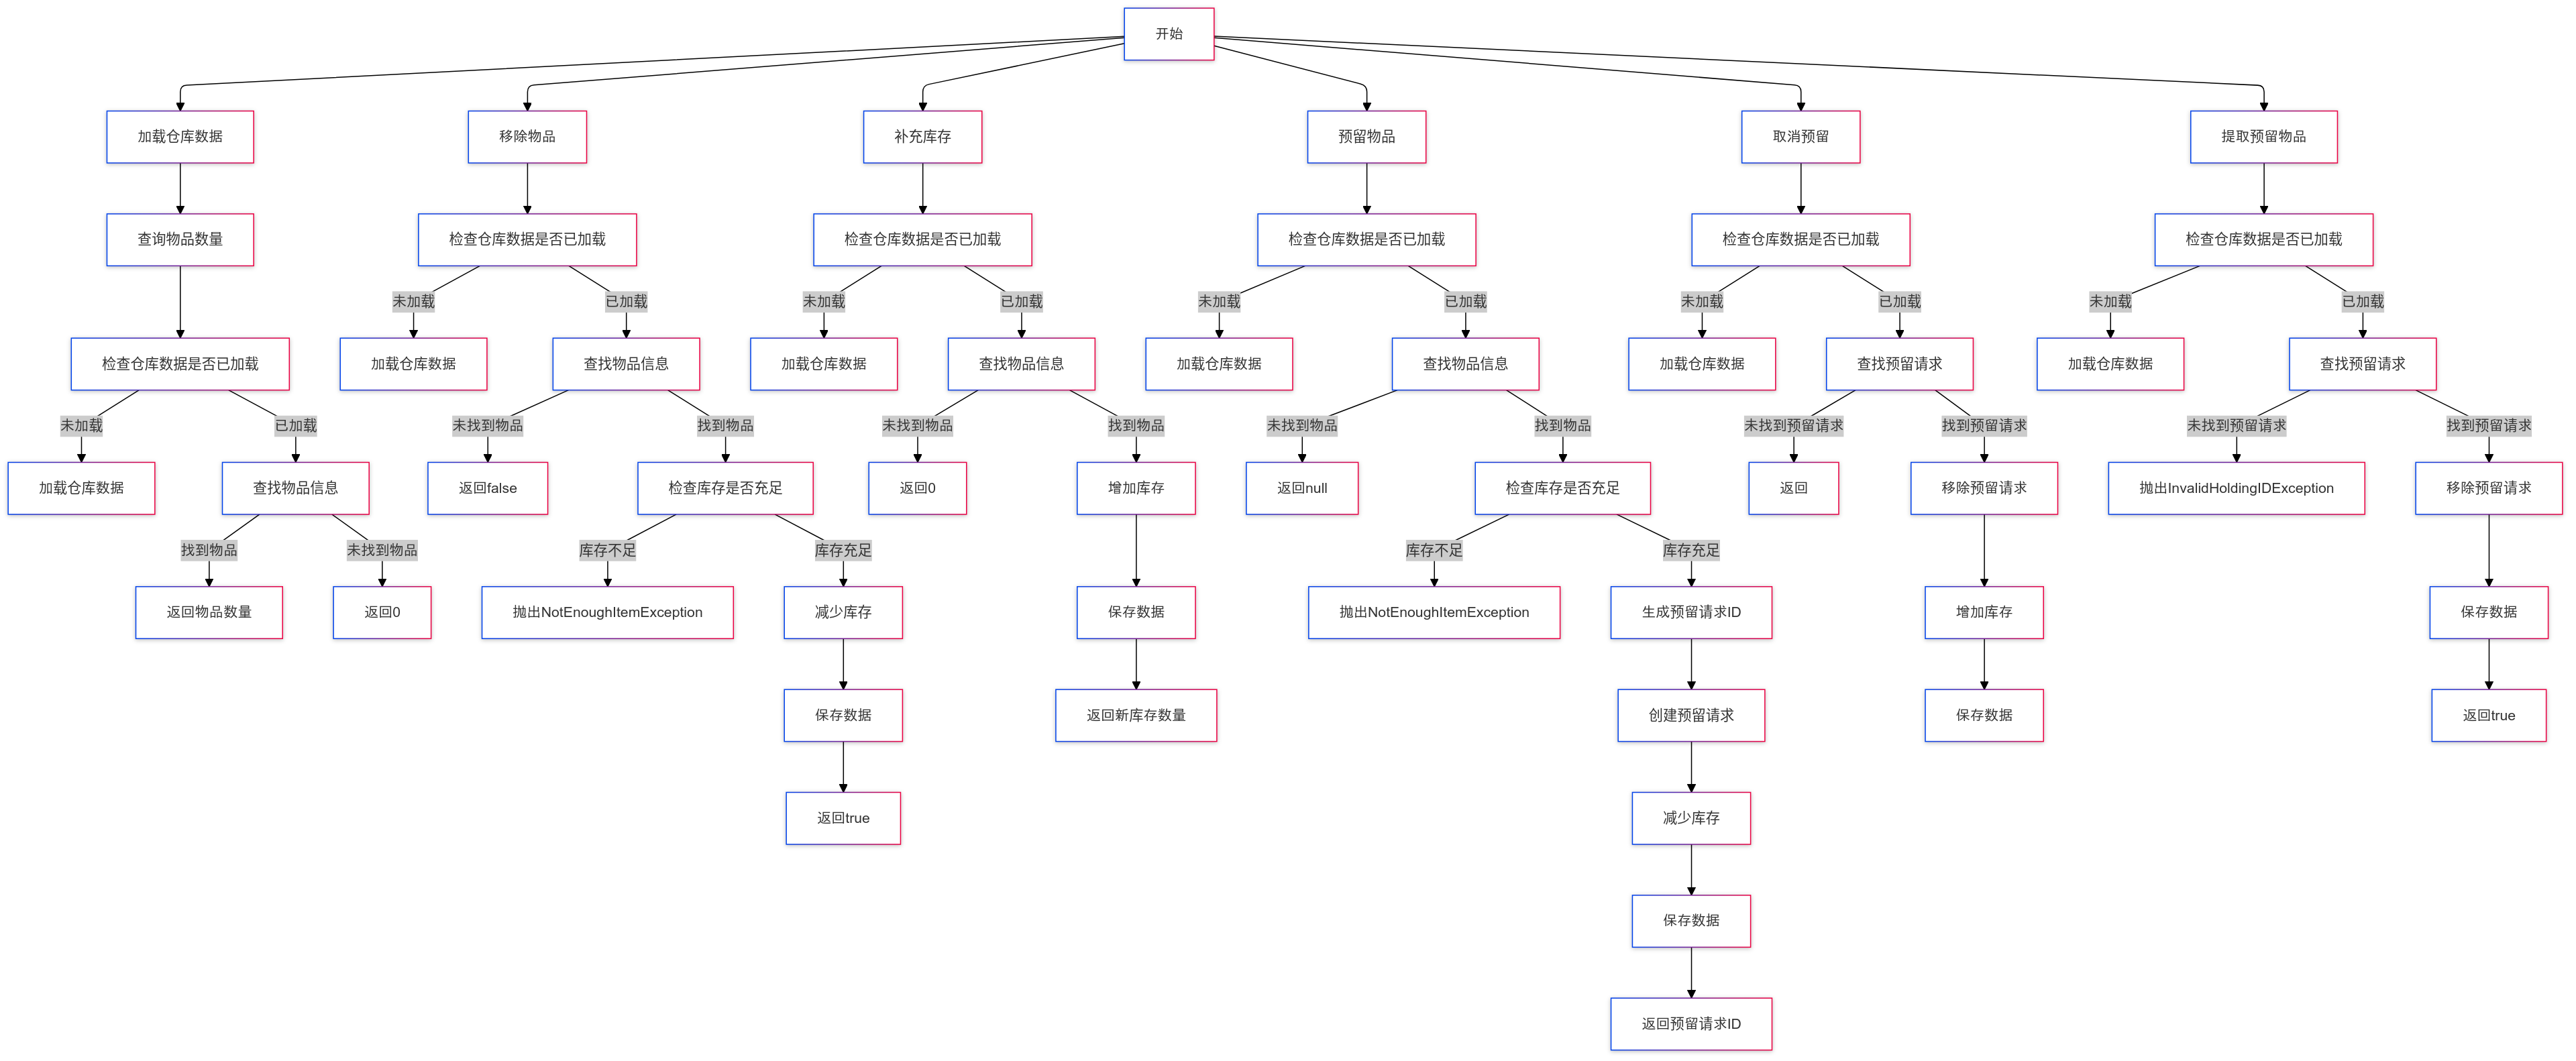 开始
加载仓库数据
移除物品
补充库存
预留物品
取消预留
提取预留物品
查询物品数量
检查仓库数据是否已加载
检查仓库数据是否已加载
检查仓库数据是否已加载
检查仓库数据是否已加载
检查仓库数据是否已加载
未加载
已加载
未加载
已加载
未加载
已加载
未加载
已加载
未加载
已加载
检查仓库数据是否已加载
加载仓库数据
查找物品信息
加载仓库数据
查找物品信息
加载仓库数据
查找物品信息
加载仓库数据
查找预留请求
加载仓库数据
查找预留请求
未加载
已加载
未找到物品
找到物品
未找到物品
找到物品
未找到物品
找到物品
未找到预留请求
找到预留请求
未找到预留请求
找到预留请求
加载仓库数据
查找物品信息
返回false
检查库存是否充足
返回0
增加库存
返回null
检查库存是否充足
返回
移除预留请求
抛出InvalidHoldingIDException
移除预留请求
找到物品
未找到物品
库存不足
库存充足
库存不足
库存充足
返回物品数量
返回0
抛出NotEnoughItemException
减少库存
保存数据
抛出NotEnoughItemException
生成预留请求ID
增加库存
保存数据
保存数据
返回新库存数量
创建预留请求
保存数据
返回true
返回true
减少库存
保存数据
返回预留请求ID